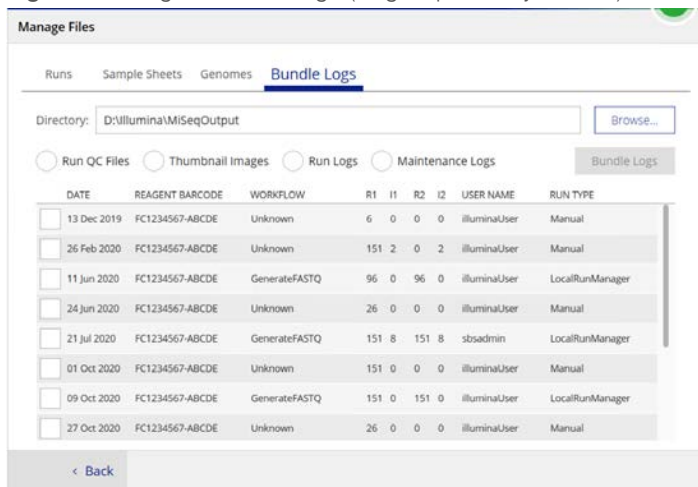 Manage Files
Runs Sample Sheets Genomes Bundle Logs
Directory: D:\Illumina\MiSeqOutput Browse...
Run QC Files Thumbnail Images Run Logs Maintenance Logs Bundle Logs
DATE REAGENT BARCODE WORKFLOW R1 I1 R2 I2 USER NAME RUN TYPE
13 Dec 2019 FC1234567-ABCDE Unknown 6 0 0 0 illuminaUser Manual
26 Feb 2020 FC1234567-ABCDE Unknown 151 2 0 2 illuminaUser Manual
11 Jun 2020 FC1234567-ABCDE GenerateFASTQ 96 0 96 0 illuminaUser LocalRunManager
24 Jun 2020 FC1234567-ABCDE Unknown 26 0 0 0 illuminaUser Manual
21 Jul 2020 FC1234567-ABCDE GenerateFASTQ 151 8 151 8 sbsadmin LocalRunManager
01 Oct 2020 FC1234567-ABCDE Unknown 151 0 0 0 illuminaUser Manual
09 Oct 2020 FC1234567-ABCDE GenerateFASTQ 151 0 151 0 illuminaUser LocalRunManager
27 Oct 2020 FC1234567-ABCDE Unknown 26 0 0 0 illuminaUser Manual
< Back